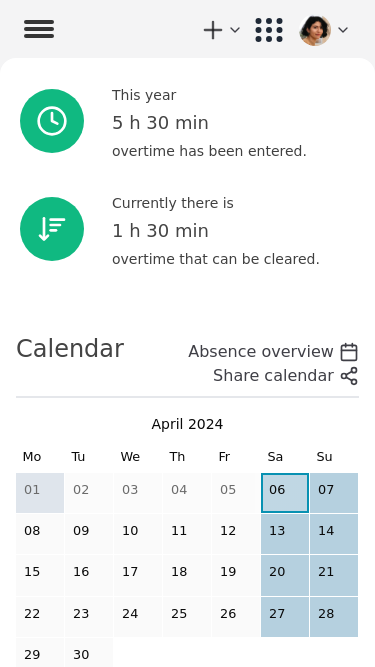 This year
5 h 30 min
overtime has been entered.
Currently there is
1 h 30 min
overtime that can be cleared.
Calendar
Absence overview
Share calendar
April 2024
Mo Tu We Th Fr Sa Su
01 02 03 04 05 06 07
08 09 10 11 12 13 14
15 16 17 18 19 20 21
22 23 24 25 26 27 28
29 30